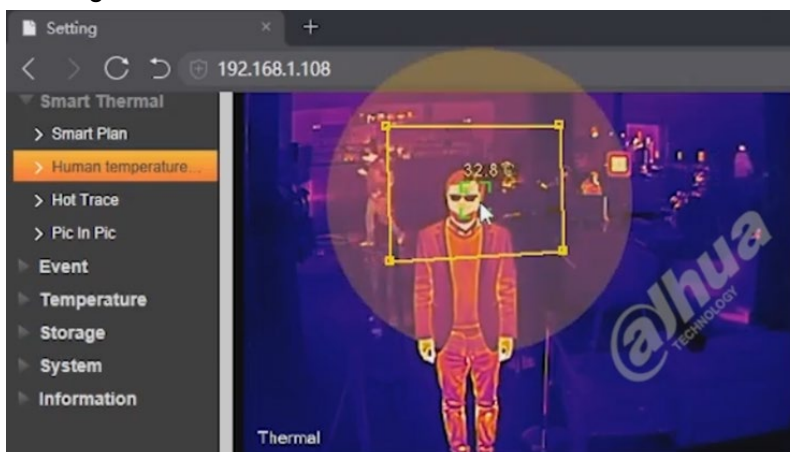 Setting
192.168.1.108
Smart Thermal
Smart Plan
Human temperature...
Hot Trace
Pic In Pic
Event
Temperature
Storage
System
Information
32.8℃
alhua
TECHNOLOGY
Thermal